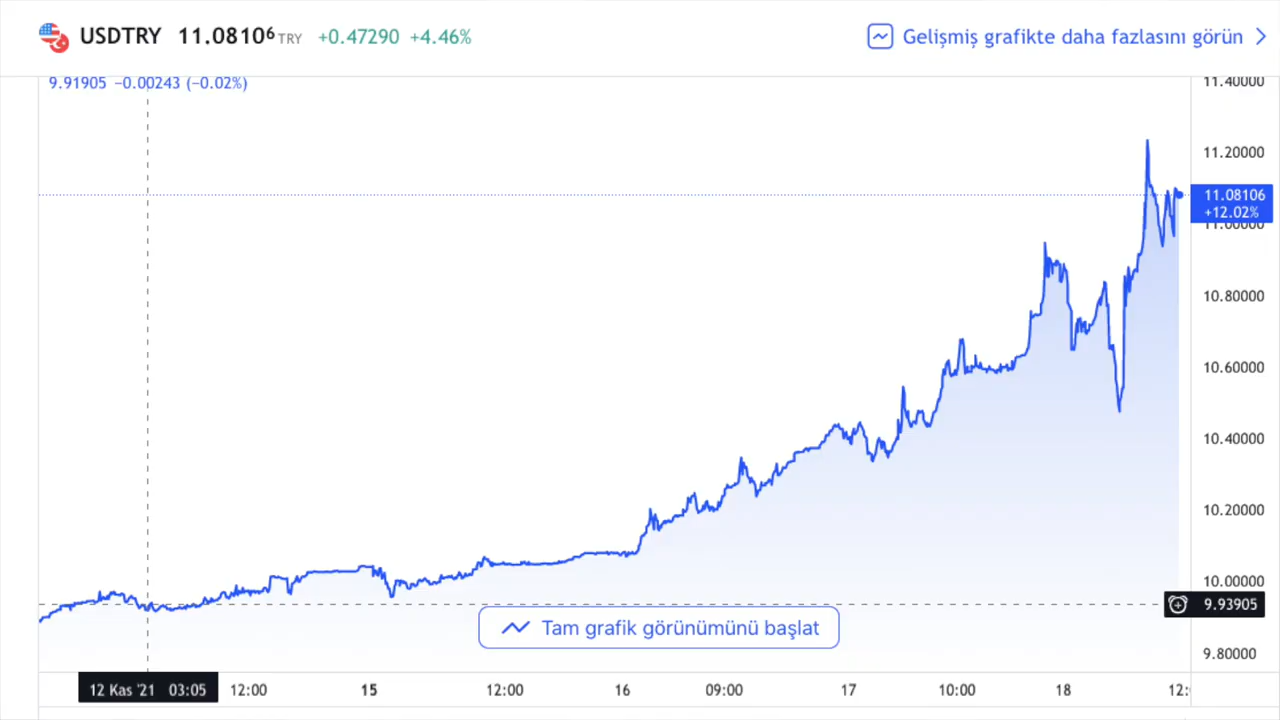 USDTRY 11.08106 TRY +0.47290 +4.46%
Gelişmiş grafikte daha fazlasını görün
9.91905 −0.00243 (−0.02%)
11.40000
11.20000
11.08106
+12.02%
11.00000
10.80000
10.60000
10.40000
10.20000
10.00000
9.93905
9.80000
Tam grafik görünümünü başlat
12 Kas '21 03:05 12:00 15 12:00 16 09:00 17 10:00 18 12: